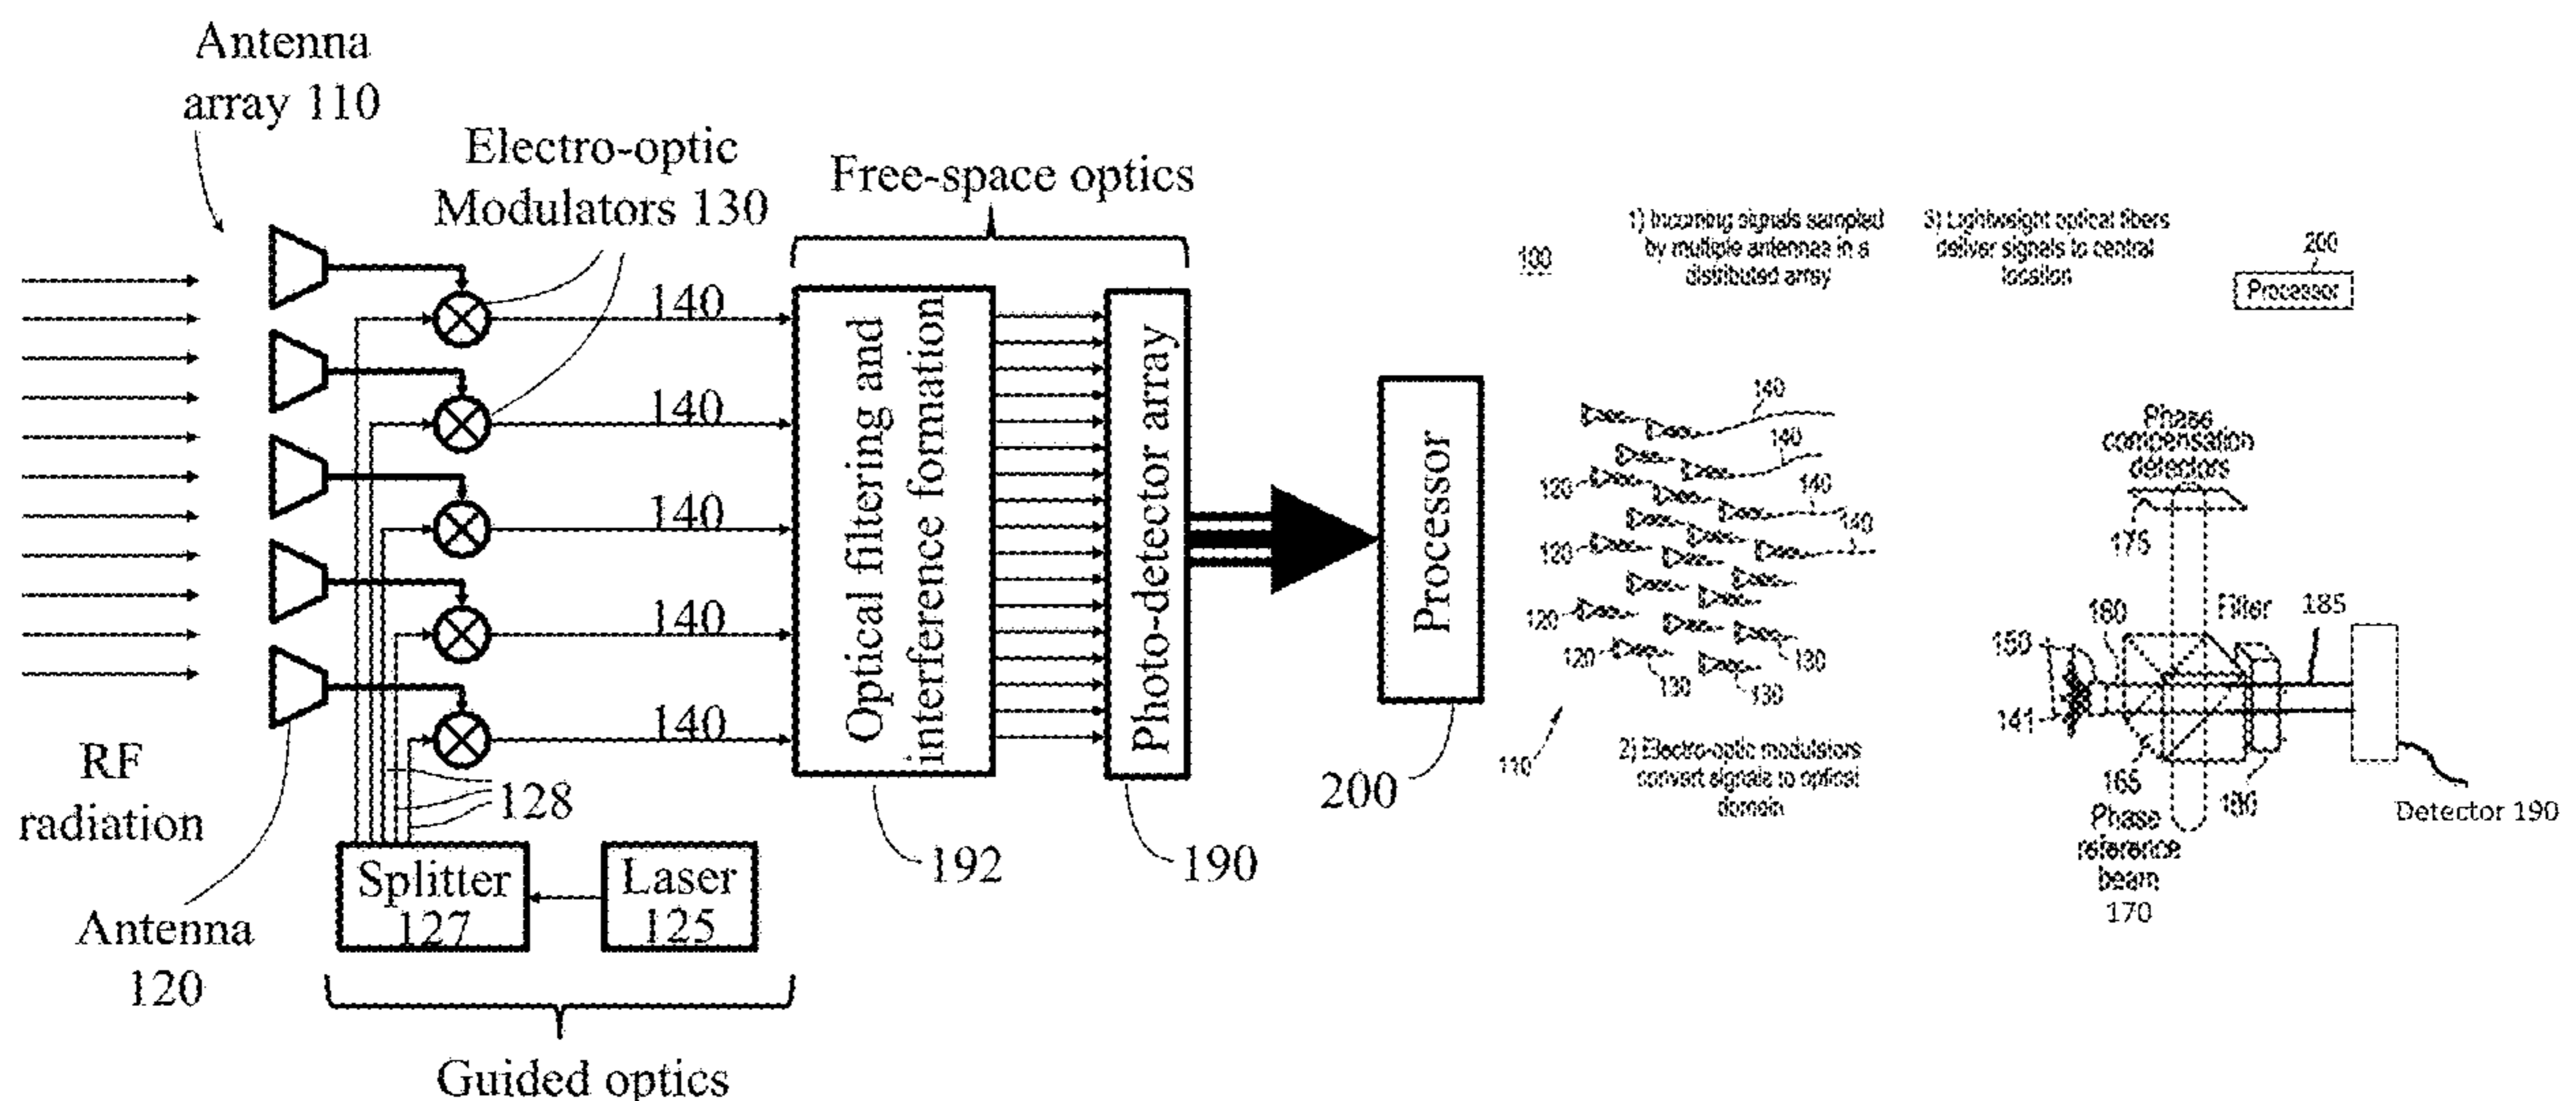 Antenna
array 110
Electro-optic
Modulators 130
Free-space optics
140
140
140
140
140
Optical filtering and
interference formation
Photo-detector array
Processor
RF
radiation
128
Splitter
127
Laser
125
192
190
200
Antenna
120
Guided optics
100
1) Incoming signals sampled
by multiple antennas in a
distributed array
3) Lightweight optical fibers
deliver signals to central
location
200
Processor
140
140
140
140
120
120
120
120
130
130
130
110
2) Electro-optic modulators
convert signals to optical
domain
Phase
compensation
detectors
175
160
Filter
185
150
141
165
180
Phase
reference
beam
170
Detector 190